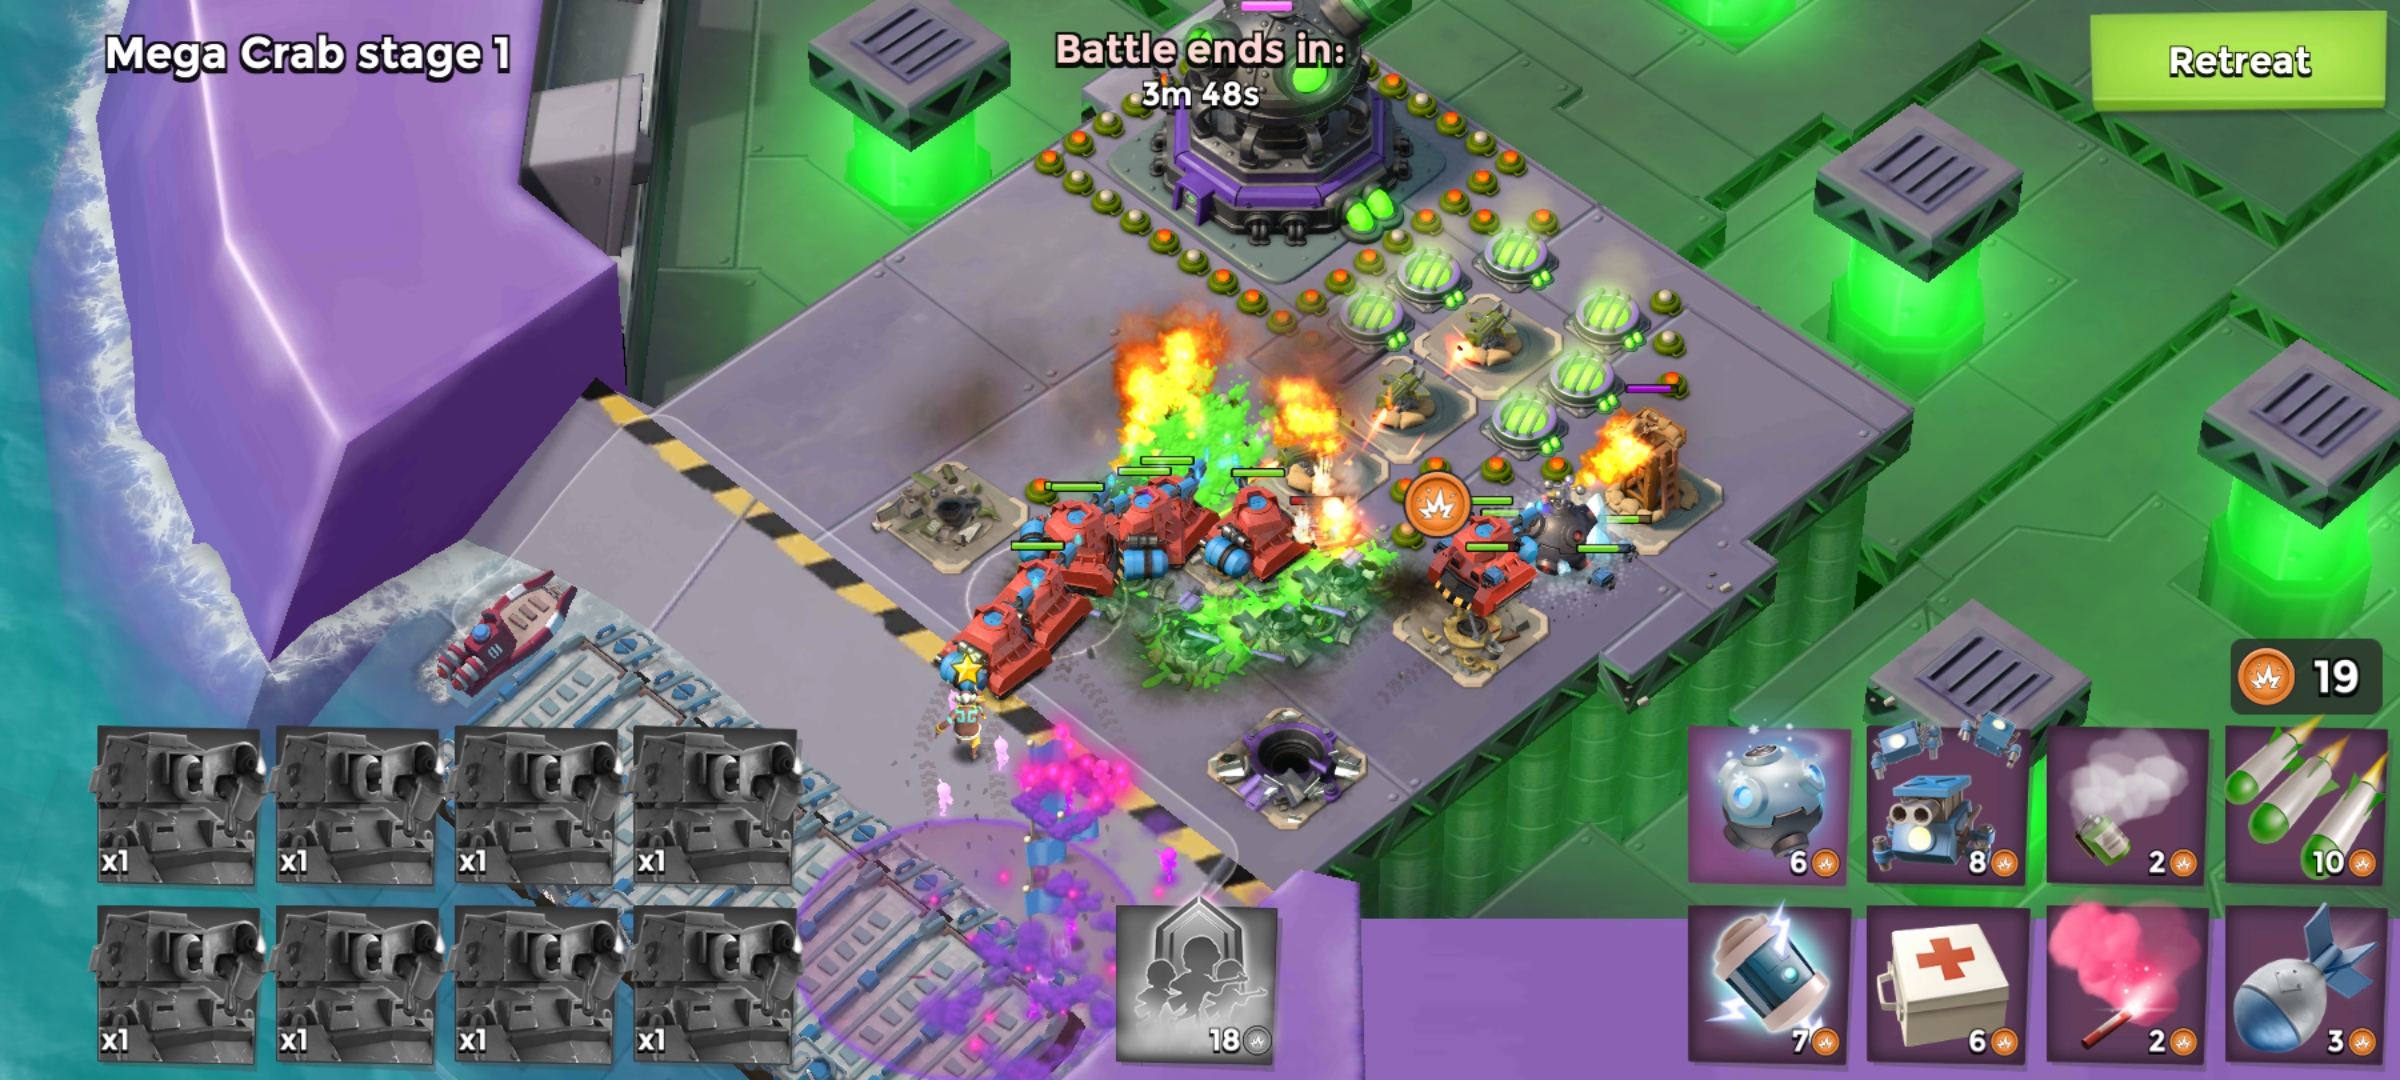 Mega Crab stage 1
Battle ends in:
3m 48s
Retreat
19
x1
x1
x1
x1
6
8
2
10
x1
x1
x1
x1
18
7
6
2
3